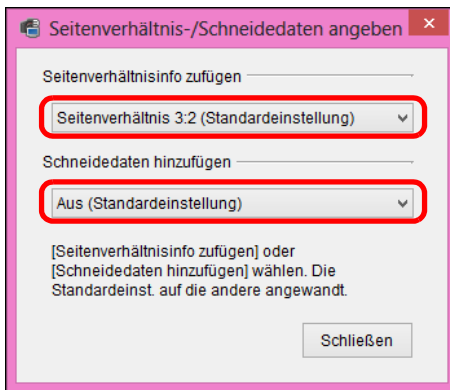 Seitenverhältnis-/Schneidedaten angeben
Seitenverhältnisinfo zufügen
Seitenverhältnis 3:2 (Standardeinstellung)
Schneidedaten hinzufügen
Aus (Standardeinstellung)
[Seitenverhältnisinfo zufügen] oder
[Schneidedaten hinzufügen] wählen. Die
Standardeinst. auf die andere angewandt.
Schließen